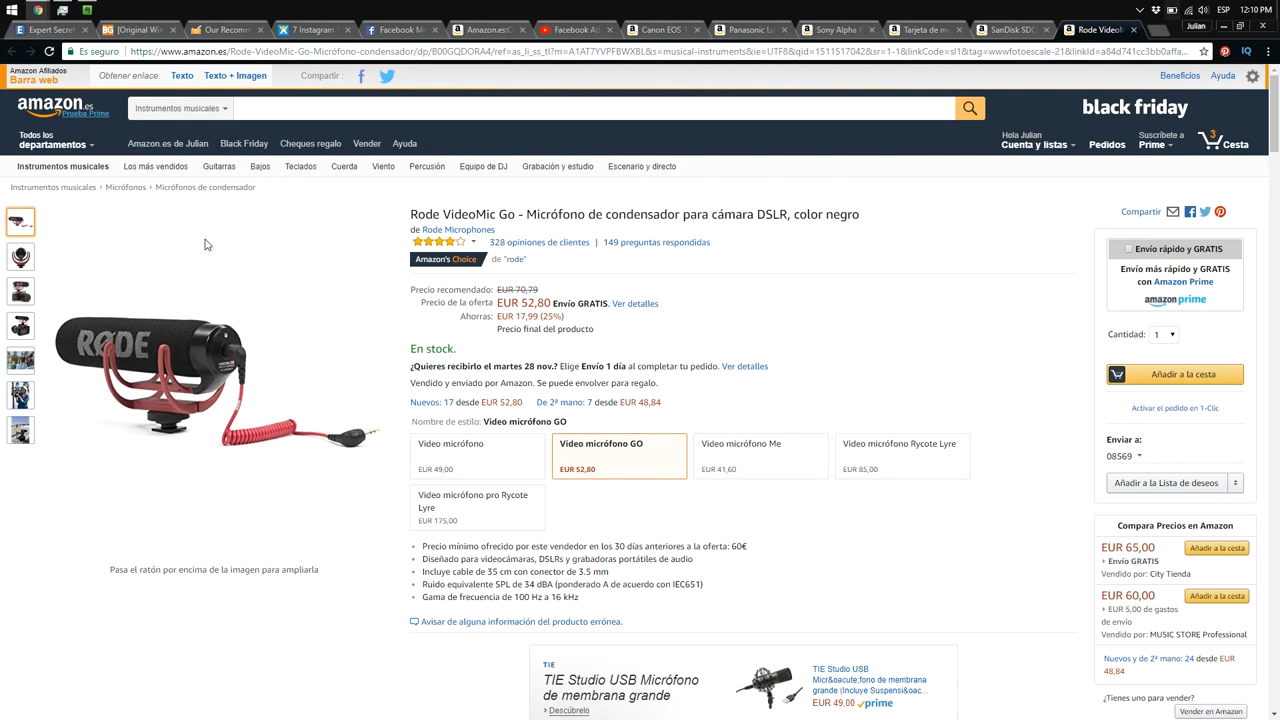 ESP 2:10 PM
Expert Secret
[Original Win
Our Recomm
7 Instagram
Facebook Me
Amazon.es:C
Facebook Ad
Canon EOS 1
Panasonic Lu
Sony Alpha I
Tarjeta de m
SanDisk SDC
Rode VideoM
Julian
Es seguro
https://www.amazon.es/Rode-VideoMic-Go-Micrófono-condensador/dp/B00GQDORA4/ref=as_li_ss_tl?m=A1AT7YVPFBWXBL&s=musical-instruments&ie=UTF8&qid=1511517042&sr=1-1&linkCode=sl1&tag=wwwfotoescale-21&linkId=a84d741cc3bb0affa...
Amazon Afiliados
Barra web
Obtener enlace: Texto Texto + Imagen Compartir :
Beneficios Ayuda
amazon.es
Prueba Prime
Instrumentos musicales
black friday
Todos los
departamentos
Amazon.es de Julian Black Friday Cheques regalo Vender Ayuda
Hola Julian
Cuenta y listas
Pedidos
Suscríbete a
Prime
3
Cesta
Instrumentos musicales Los más vendidos Guitarras Bajos Teclados Cuerda Viento Percusión Equipo de DJ Grabación y estudio Escenario y directo
Instrumentos musicales › Micrófonos › Micrófonos de condensador
RODE
Pasa el ratón por encima de la imagen para ampliarla
Rode VideoMic Go - Micrófono de condensador para cámara DSLR, color negro
de Rode Microphones
328 opiniones de clientes | 149 preguntas respondidas
Amazon's Choice de "rode"
Precio recomendado: EUR 70,79
Precio de la oferta EUR 52,80 Envío GRATIS. Ver detalles
Ahorras: EUR 17,99 (25%)
Precio final del producto
En stock.
¿Quieres recibirlo el martes 28 nov.? Elige Envío 1 día al completar tu pedido. Ver detalles
Vendido y enviado por Amazon. Se puede envolver para regalo.
Nuevos: 17 desde EUR 52,80 De 2ª mano: 7 desde EUR 48,84
Nombre de estilo: Video micrófono GO
Video micrófono
EUR 49,00
Video micrófono GO
EUR 52,80
Video micrófono Me
EUR 41,60
Video micrófono Rycote Lyre
EUR 85,00
Video micrófono pro Rycote
Lyre
EUR 175,00
Precio mínimo ofrecido por este vendedor en los 30 días anteriores a la oferta: 60€
Diseñado para videocámaras, DSLRs y grabadoras portátiles de audio
Incluye cable de 35 cm con conector de 3.5 mm
Ruido equivalente SPL de 34 dBA (ponderado A de acuerdo con IEC651)
Gama de frecuencia de 100 Hz a 16 kHz
Avisar de alguna información del producto errónea.
TIE
TIE Studio USB Micrófono
de membrana grande
› Descúbrelo
TIE Studio USB
Micr&oacute;fono de membrana
grande (Incluye Suspensi&oac...
EUR 49,00 prime
Compartir
Envío rápido y GRATIS
Envío más rápido y GRATIS
con Amazon Prime
amazon prime
Cantidad: 1
Añadir a la cesta
Activar el pedido en 1-Clic
Enviar a:
08569
Añadir a la Lista de deseos
Compara Precios en Amazon
EUR 65,00 Añadir a la cesta
+ Envío GRATIS
Vendido por: City Tienda
EUR 60,00 Añadir a la cesta
+ EUR 5,00 de gastos
de envío
Vendido por: MUSIC STORE Professional
Nuevos y de 2ª mano: 24 desde EUR
48,84
¿Tienes uno para vender?
Vender en Amazon